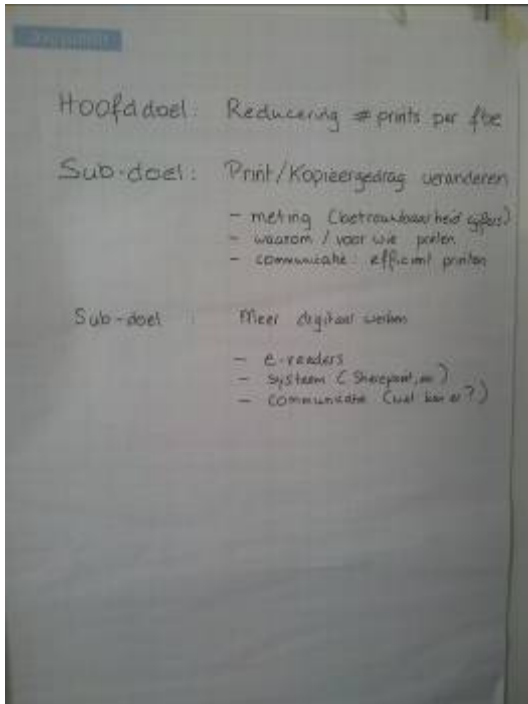 Hoofddoel: Reducering # prints per fte
Sub-doel: Print/Kopieergedrag veranderen
- meting (betrouwbaarheid cijfers)
- waarom / voor wie printen
- communicatie: efficient printen
Sub-doel : Meer digitaal werken
- e-readers
- systeem (Sharepoint, )
- communicatie (wat kan er?)